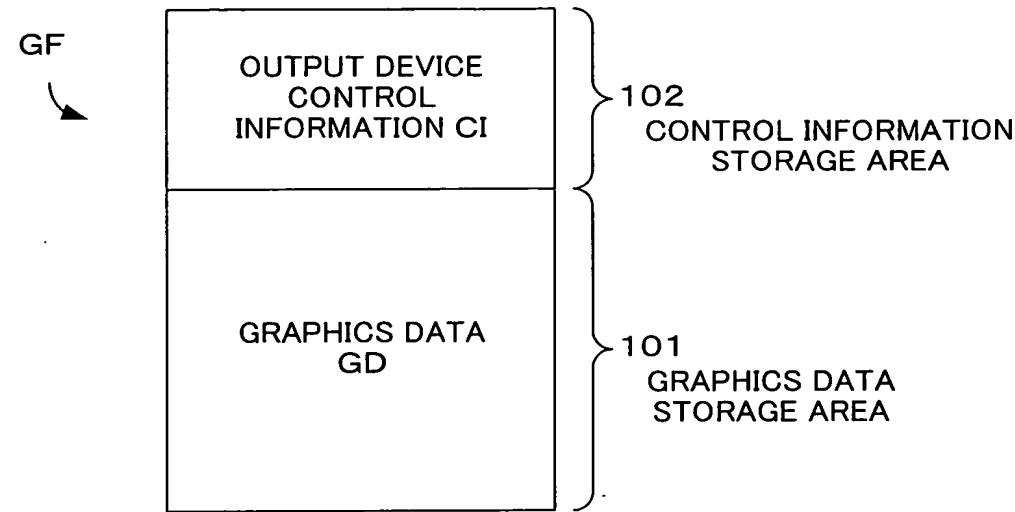 GF
OUTPUT DEVICE
CONTROL
INFORMATION CI
102
CONTROL INFORMATION
STORAGE AREA
GRAPHICS DATA
GD
101
GRAPHICS DATA
STORAGE AREA